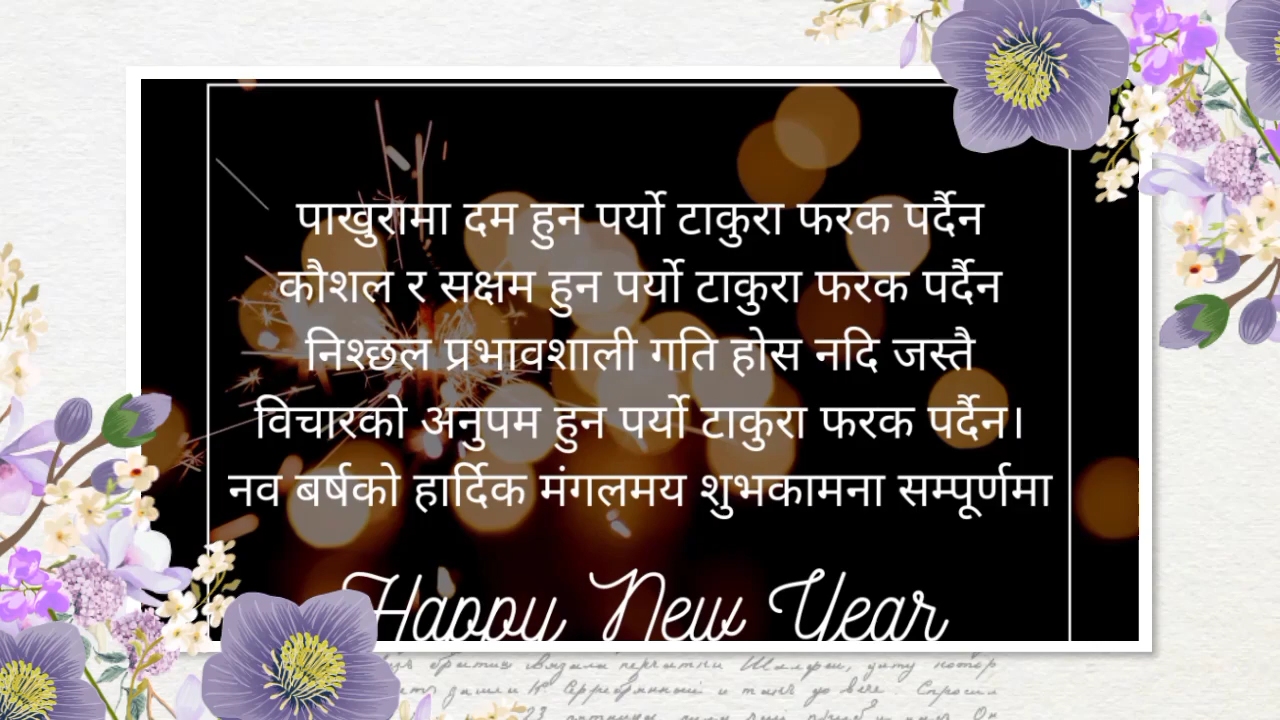 पाखुरामा दम हुन पर्यो टाकुरा फरक पर्दैन
कौशल र सक्षम हुन पर्यो टाकुरा फरक पर्दैन
निश्छल प्रभावशाली गति होस नदि जस्तै
विचारको अनुपम हुन पर्यो टाकुरा फरक पर्दैन।
नव बर्षको हार्दिक मंगलमय शुभकामना सम्पूर्णमा
Happy New Year